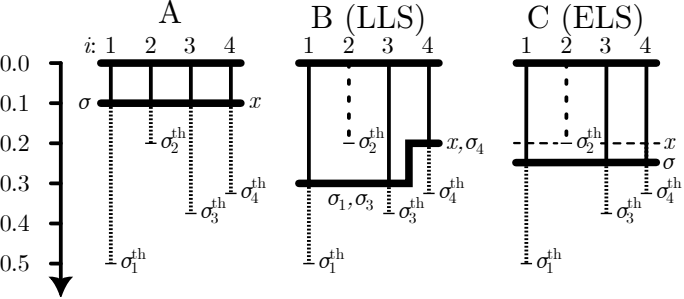 A B (LLS) C (ELS)
i: 1 2 3 4 1 2 3 4 1 2 3 4
0.0
0.1 σ x
0.2 σ₂ᵗʰ σ₂ᵗʰ x,σ₄ σ₂ᵗʰ x
σ
0.3 σ₄ᵗʰ σ₁,σ₃ σ₄ᵗʰ σ₄ᵗʰ
σ₃ᵗʰ σ₃ᵗʰ σ₃ᵗʰ
0.4
0.5 σ₁ᵗʰ σ₁ᵗʰ σ₁ᵗʰ